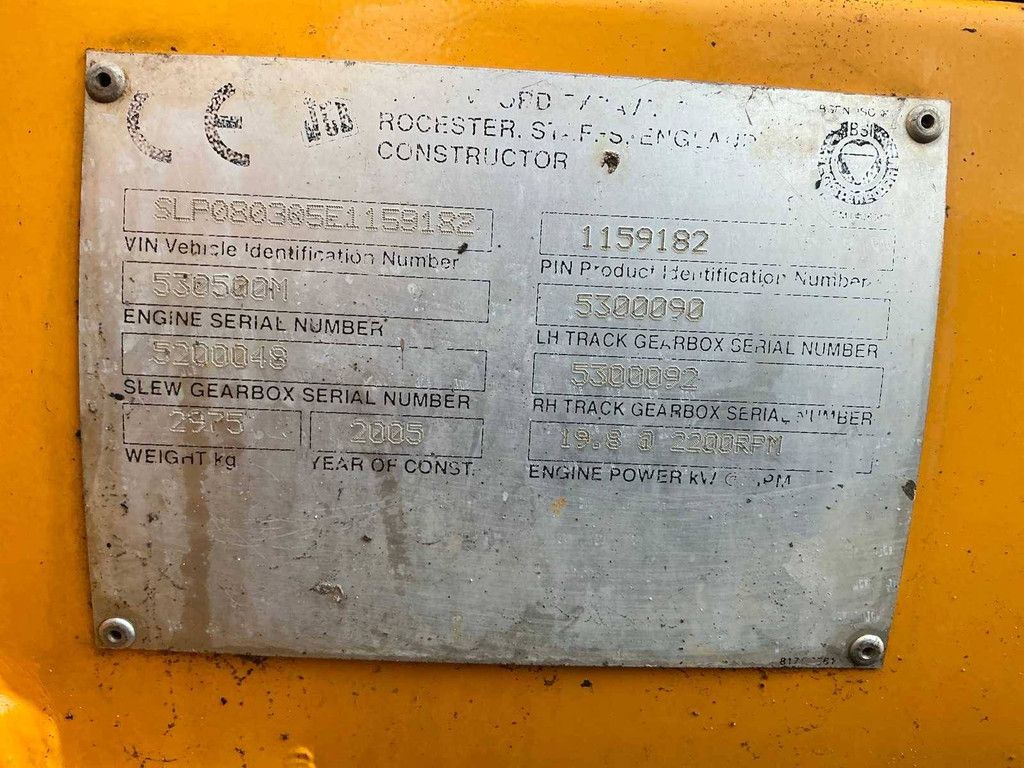 CE JCB
ROCESTER, ENGLAND
CONSTRUCTOR
BSI
SLP080305E1159182
VIN Vehicle Identification Number
1159182
PIN Product Identification Number
530500M
ENGINE SERIAL NUMBER
5300090
LH TRACK GEARBOX SERIAL NUMBER
5200048
SLEW GEARBOX SERIAL NUMBER
5300092
RH TRACK GEARBOX SERIAL NUMBER
2975
WEIGHT kg
2005
YEAR OF CONST.
19.8 @ 2200RPM
ENGINE POWER kW @ RPM